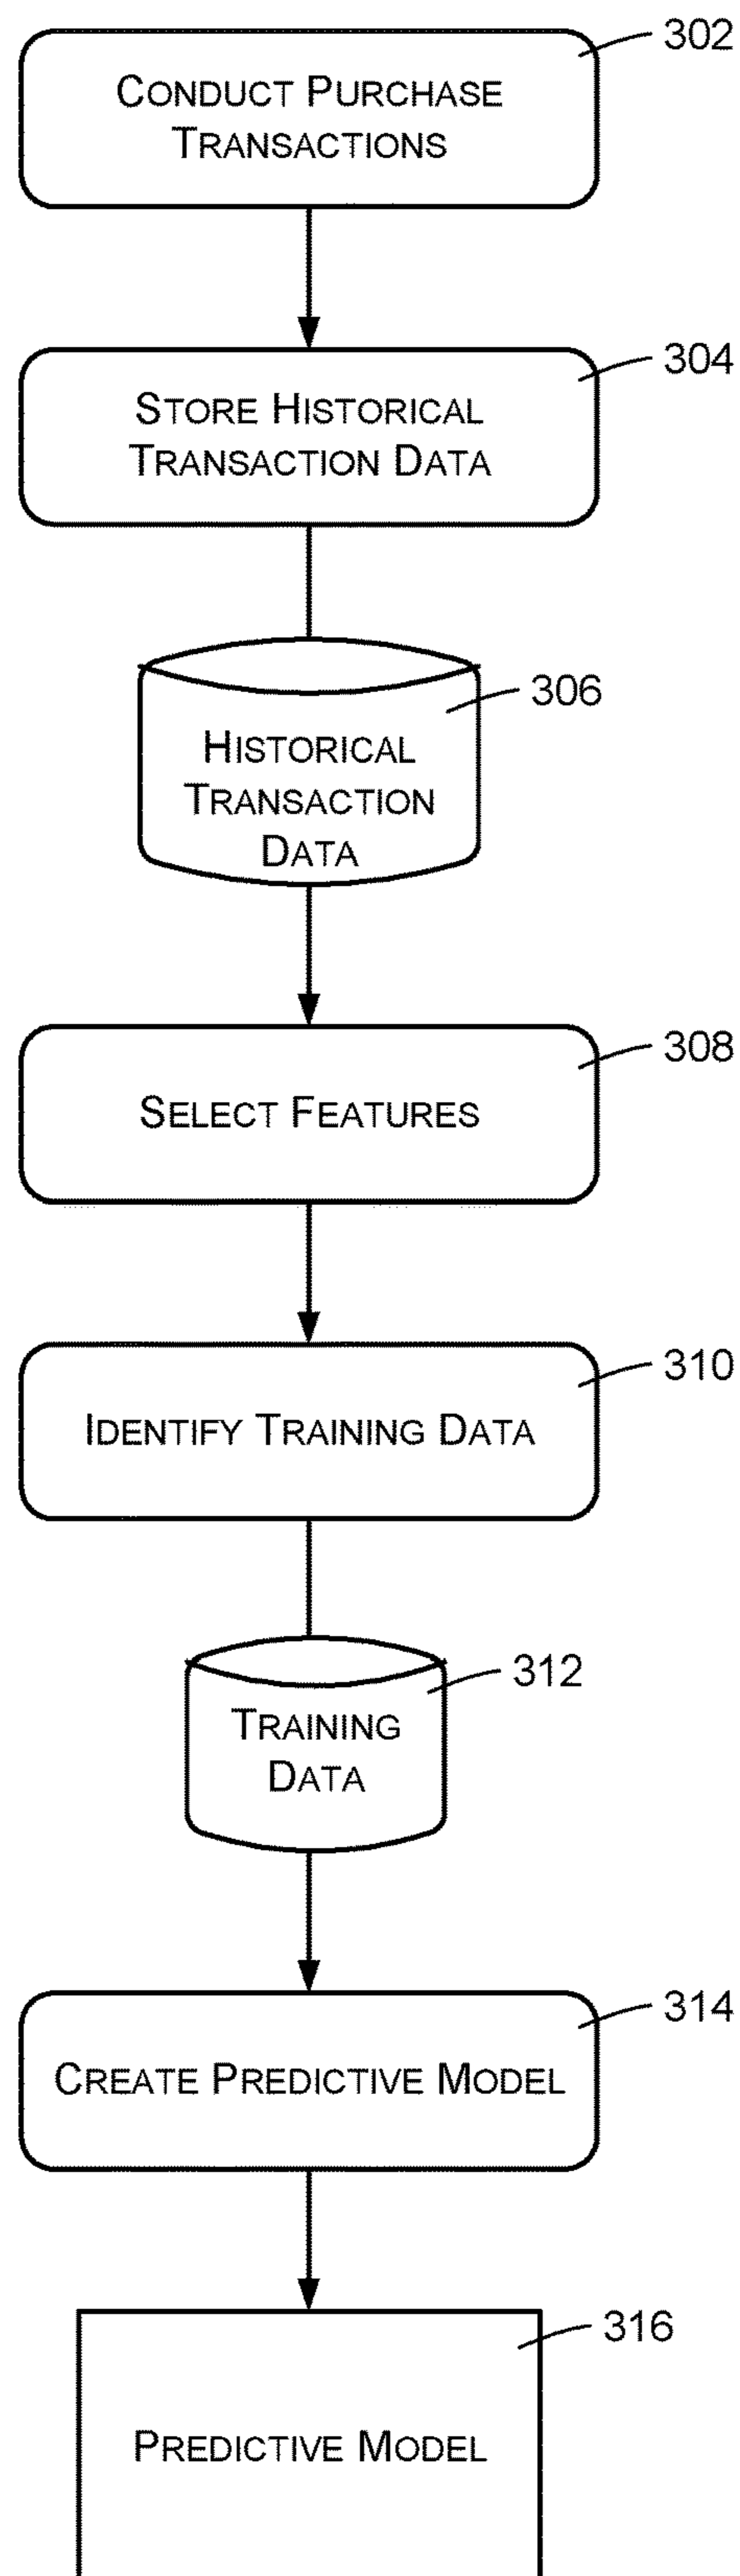 302
CONDUCT PURCHASE
TRANSACTIONS
304
STORE HISTORICAL
TRANSACTION DATA
306
HISTORICAL
TRANSACTION
DATA
308
SELECT FEATURES
310
IDENTIFY TRAINING DATA
312
TRAINING
DATA
314
CREATE PREDICTIVE MODEL
316
PREDICTIVE MODEL